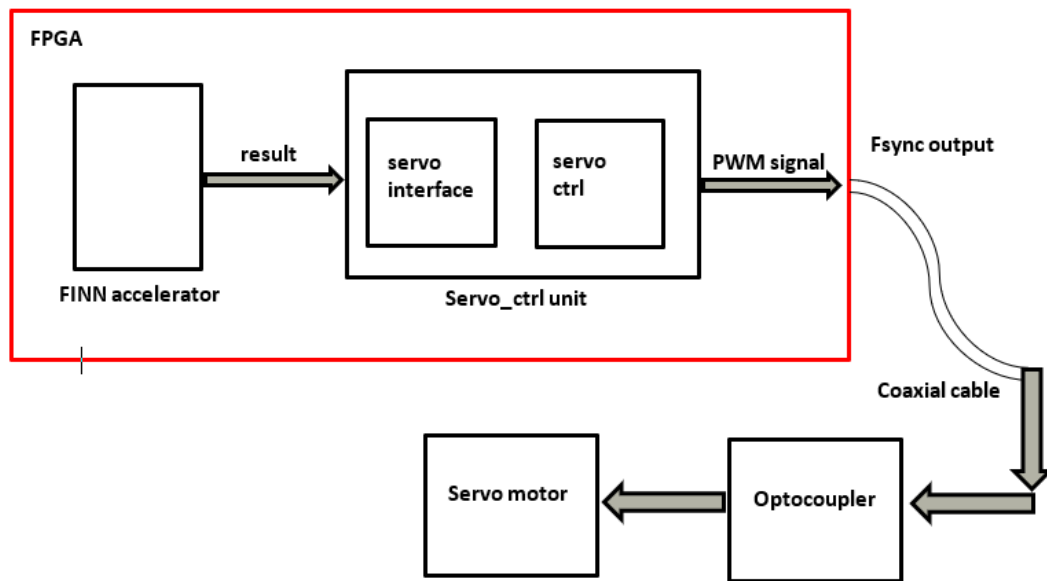 FPGA
result
servo
interface
servo
ctrl
PWM signal
Fsync output
FINN accelerator
Servo_ctrl unit
Coaxial cable
Servo motor
Optocoupler